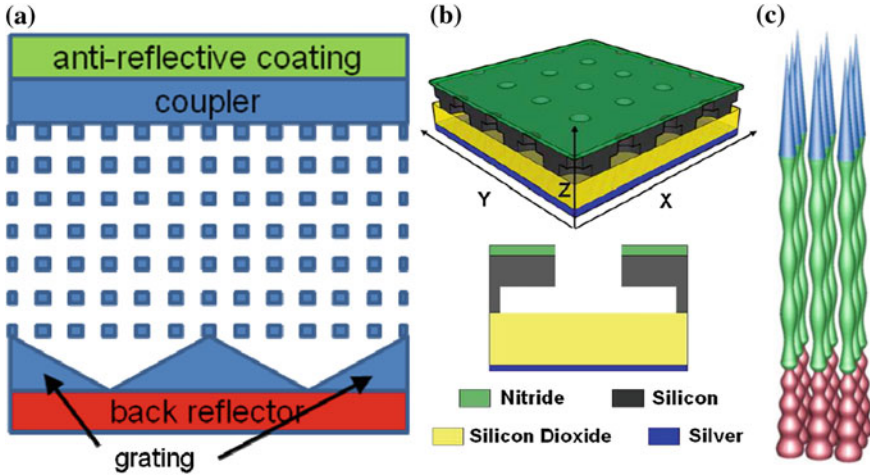 (a)
anti-reflective coating
coupler
back reflector
grating
(b)
Z
Y
X
Nitride
Silicon
Silicon Dioxide
Silver
(c)